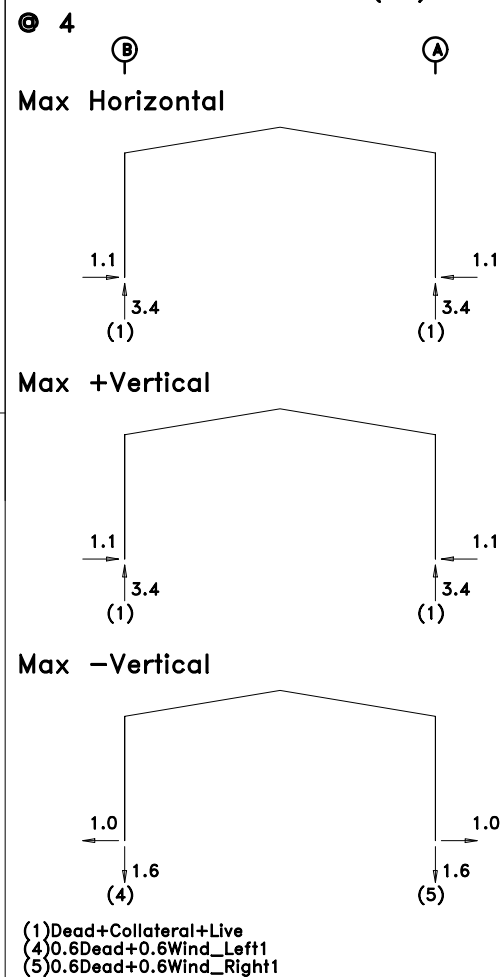 @ 4
B A
Max Horizontal
1.1 1.1
3.4 3.4
(1) (1)
Max +Vertical
1.1 1.1
3.4 3.4
(1) (1)
Max -Vertical
1.0 1.0
1.6 1.6
(4) (5)
(1)Dead+Collateral+Live
(4)0.6Dead+0.6Wind_Left1
(5)0.6Dead+0.6Wind_Right1